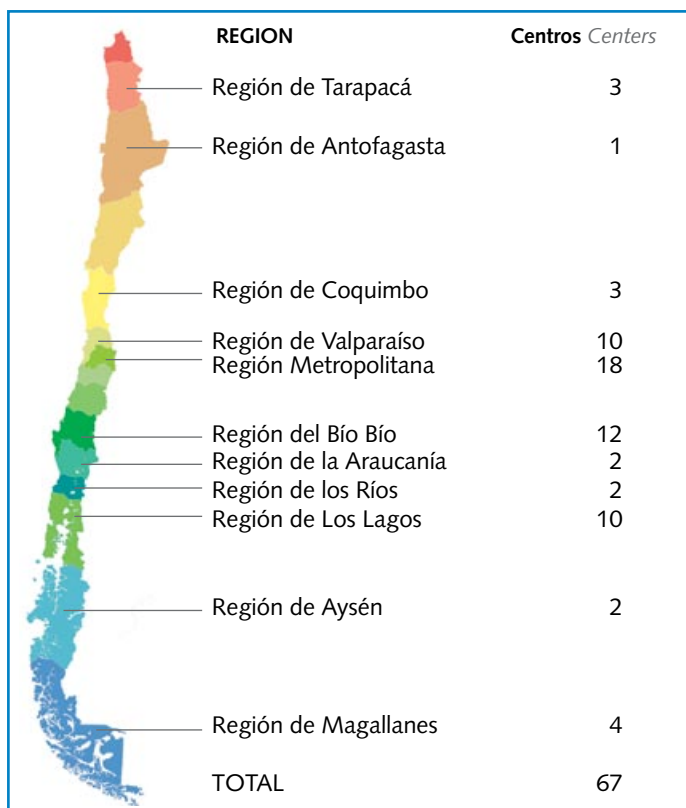 REGION Centros Centers
Región de Tarapacá 3
Región de Antofagasta 1
Región de Coquimbo 3
Región de Valparaíso 10
Región Metropolitana 18
Región del Bío Bío 12
Región de la Araucanía 2
Región de los Ríos 2
Región de Los Lagos 10
Región de Aysén 2
Región de Magallanes 4
TOTAL 67